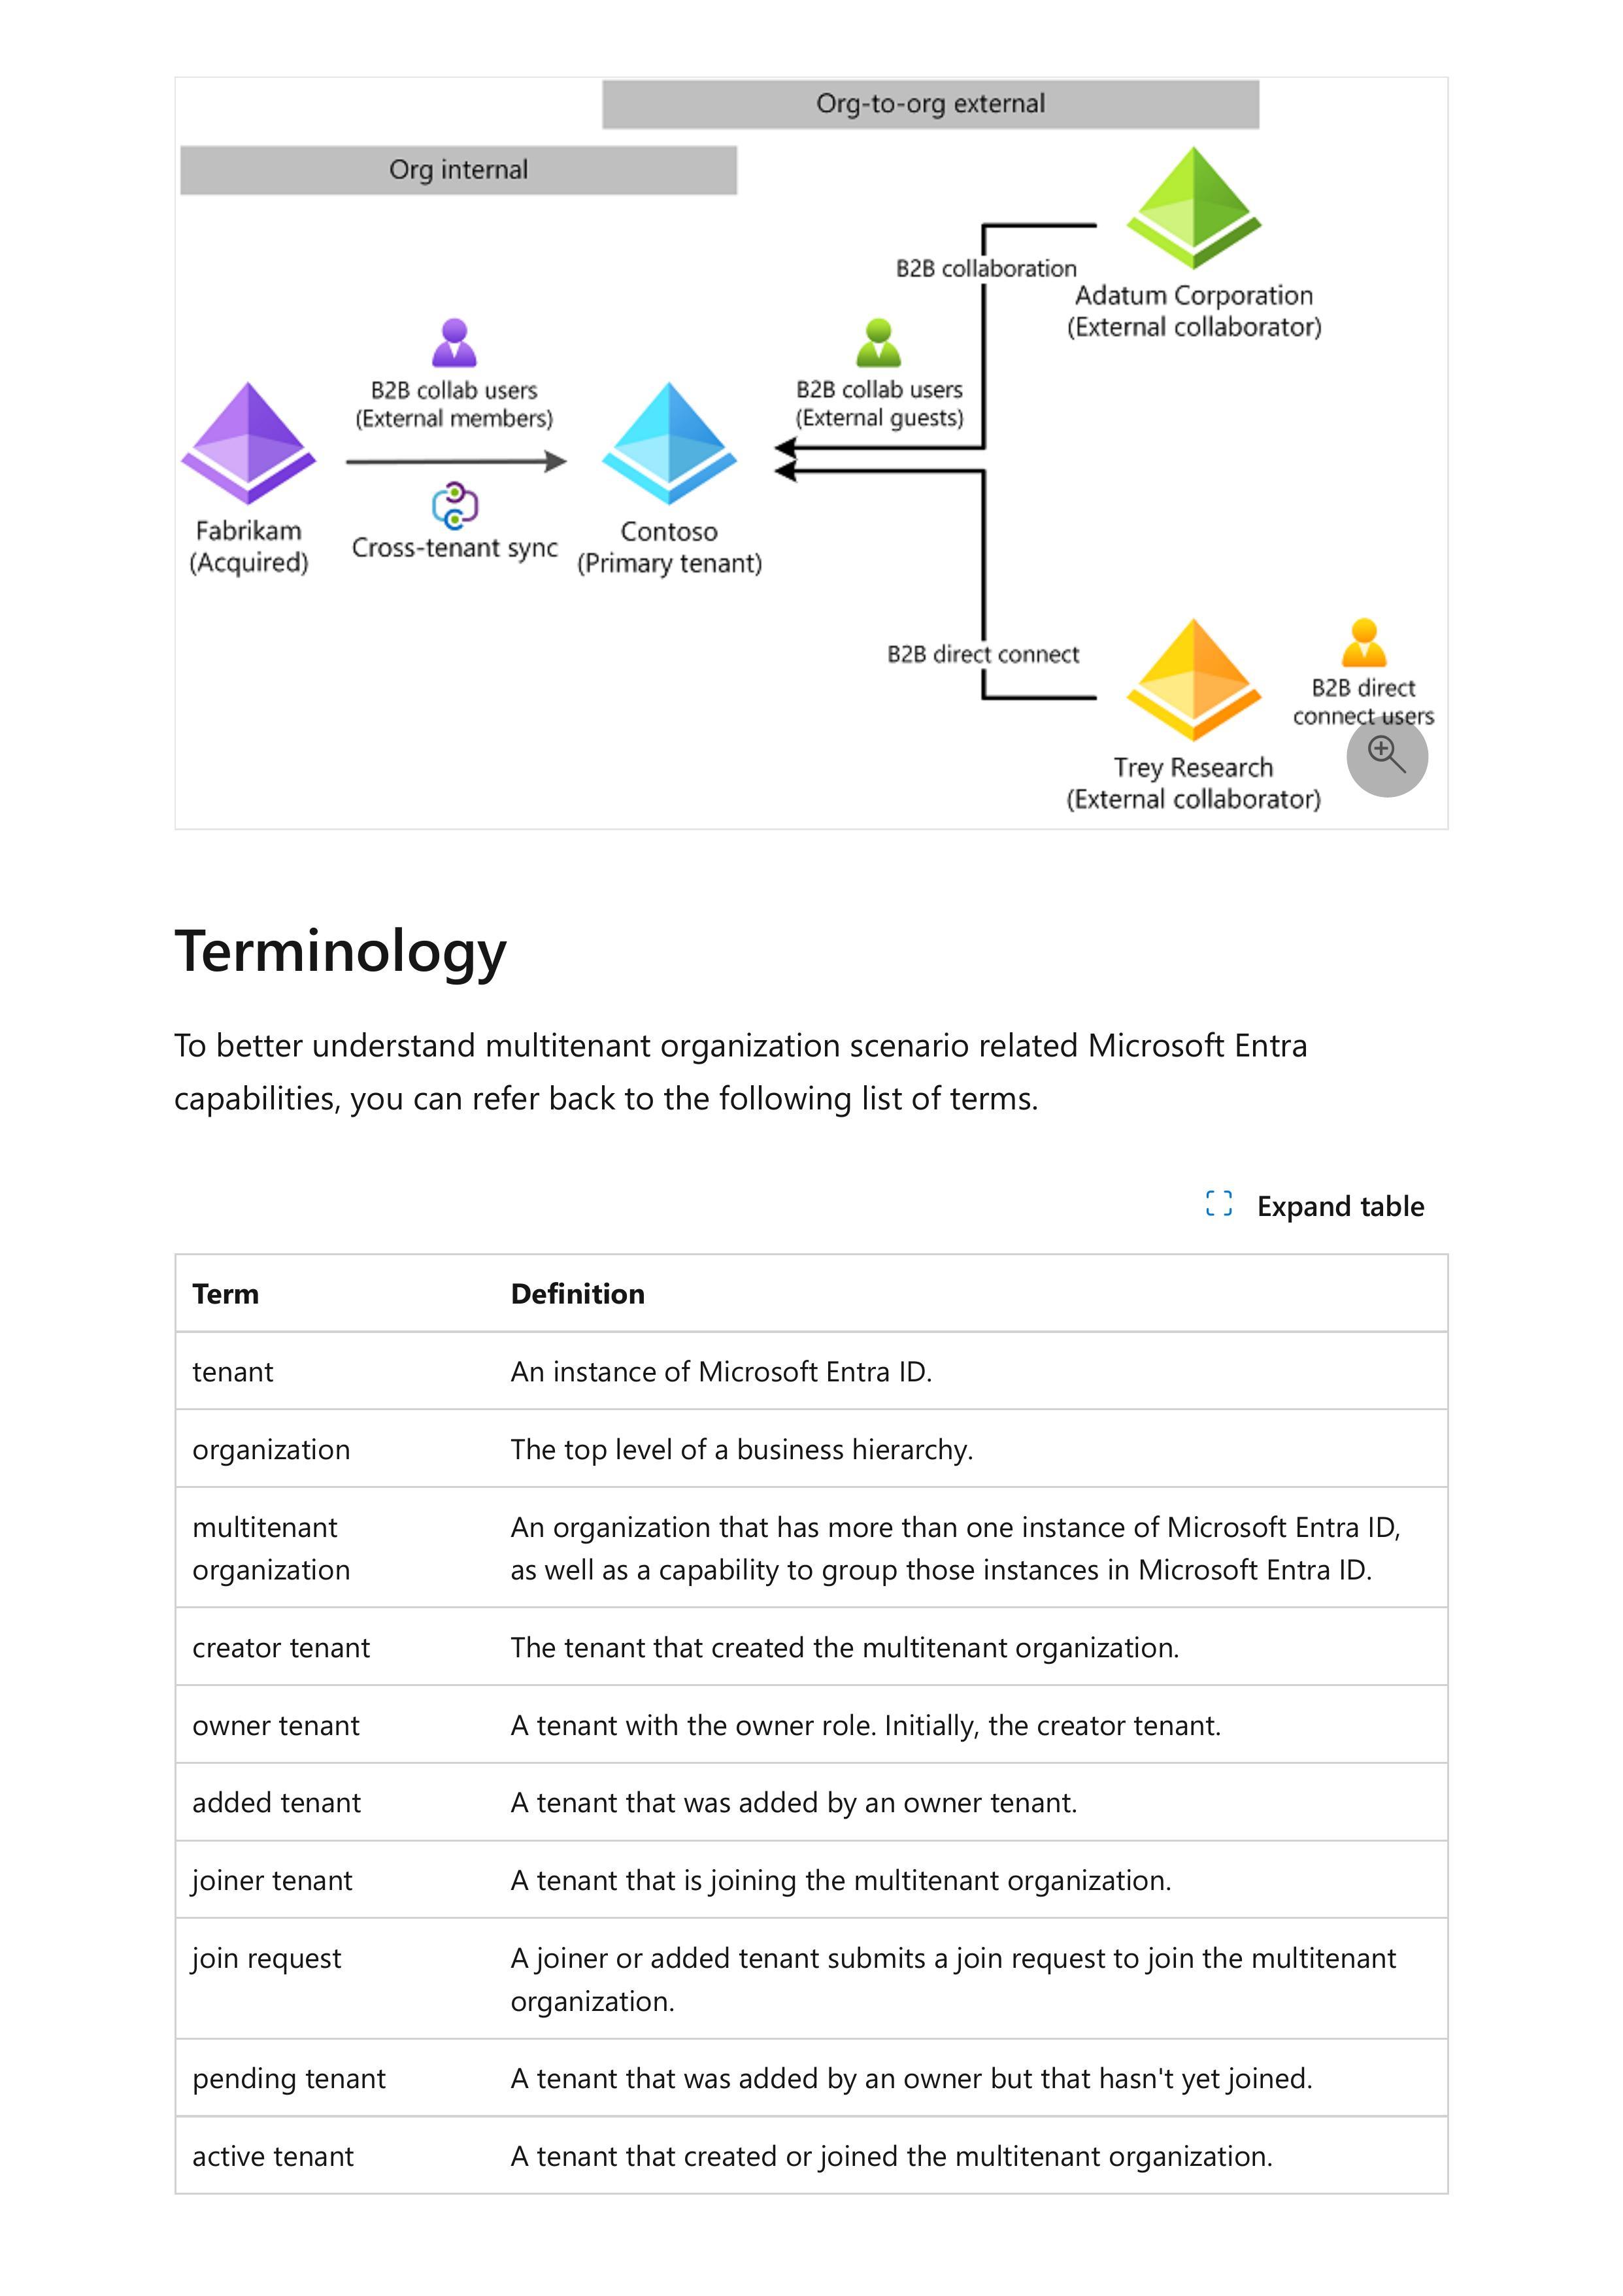 Org-to-org external
Org internal
B2B collaboration
Adatum Corporation
(External collaborator)
B2B collab users
(External members)
B2B collab users
(External guests)
Fabrikam
(Acquired)
Cross-tenant sync
Contoso
(Primary tenant)
B2B direct connect
B2B direct
connect users
Trey Research
(External collaborator)
Terminology
To better understand multitenant organization scenario related Microsoft Entra
capabilities, you can refer back to the following list of terms.
Expand table
Term Definition
tenant An instance of Microsoft Entra ID.
organization The top level of a business hierarchy.
multitenant An organization that has more than one instance of Microsoft Entra ID,
organization as well as a capability to group those instances in Microsoft Entra ID.
creator tenant The tenant that created the multitenant organization.
owner tenant A tenant with the owner role. Initially, the creator tenant.
added tenant A tenant that was added by an owner tenant.
joiner tenant A tenant that is joining the multitenant organization.
join request A joiner or added tenant submits a join request to join the multitenant
organization.
pending tenant A tenant that was added by an owner but that hasn't yet joined.
active tenant A tenant that created or joined the multitenant organization.